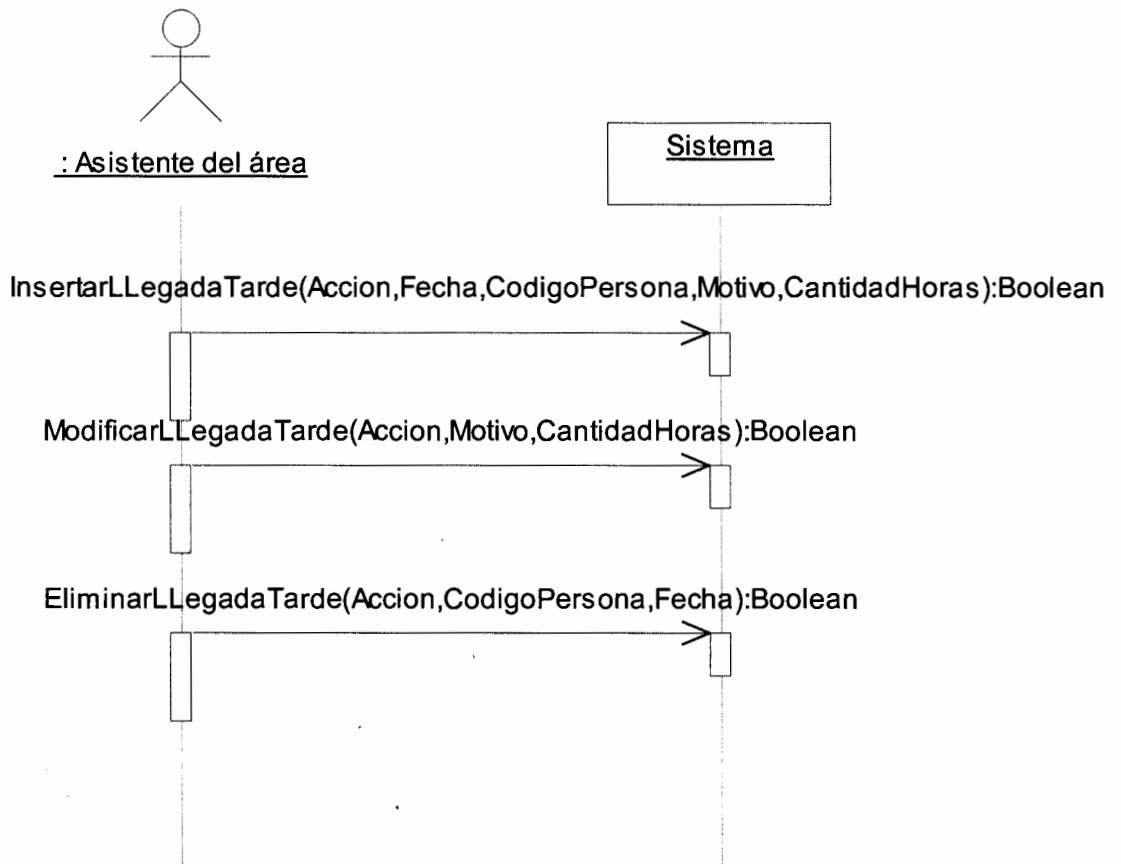 : Asistente del área
Sistema
InsertarLLegadaTarde(Accion,Fecha,CodigoPersona,Motivo,CantidadHoras):Boolean
ModificarLLegadaTarde(Accion,Motivo,CantidadHoras):Boolean
EliminarLLegadaTarde(Accion,CodigoPersona,Fecha):Boolean